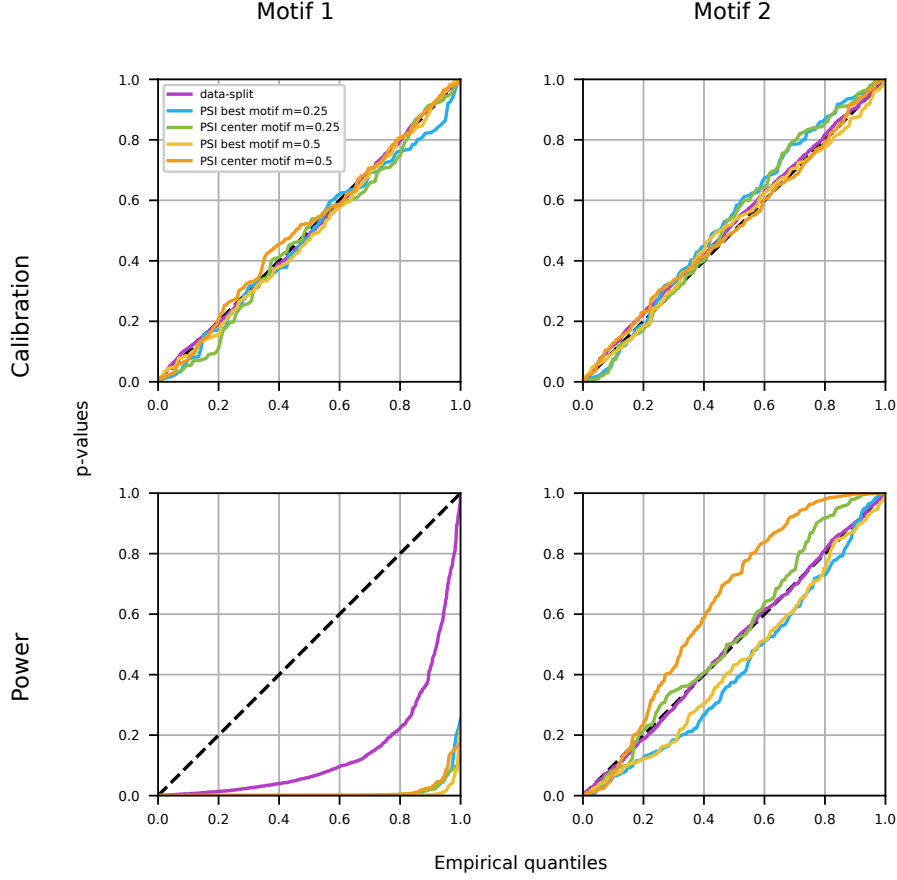 Motif 1
Motif 2
Calibration
1.0
0.8
0.6
0.4
0.2
0.0
data-split
PSI best motif m=0.25
PSI center motif m=0.25
PSI best motif m=0.5
PSI center motif m=0.5
0.0 0.2 0.4 0.6 0.8 1.0
1.0
0.8
0.6
0.4
0.2
0.0
0.0 0.2 0.4 0.6 0.8 1.0
p-values
Power
1.0
0.8
0.6
0.4
0.2
0.0
0.0 0.2 0.4 0.6 0.8 1.0
1.0
0.8
0.6
0.4
0.2
0.0
0.0 0.2 0.4 0.6 0.8 1.0
Empirical quantiles